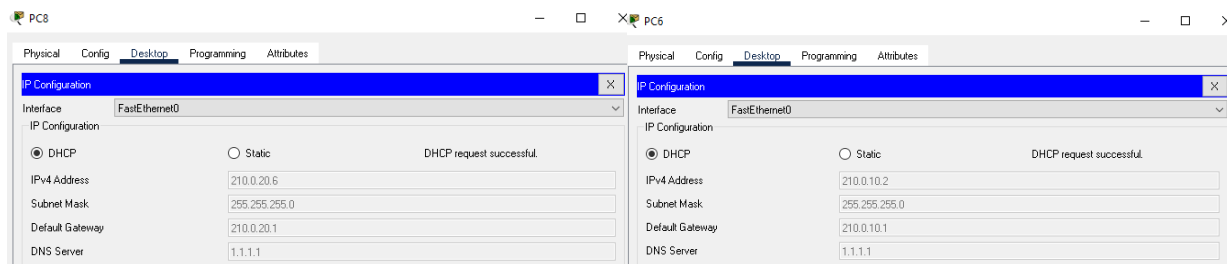 PC8
Physical Config Desktop Programming Attributes
IP Configuration X
Interface FastEthernet0
IP Configuration
DHCP Static DHCP request successful.
IPv4 Address 210.0.20.6
Subnet Mask 255.255.255.0
Default Gateway 210.0.20.1
DNS Server 1.1.1.1
PC6
Physical Config Desktop Programming Attributes
IP Configuration X
Interface FastEthernet0
IP Configuration
DHCP Static DHCP request successful.
IPv4 Address 210.0.10.2
Subnet Mask 255.255.255.0
Default Gateway 210.0.10.1
DNS Server 1.1.1.1